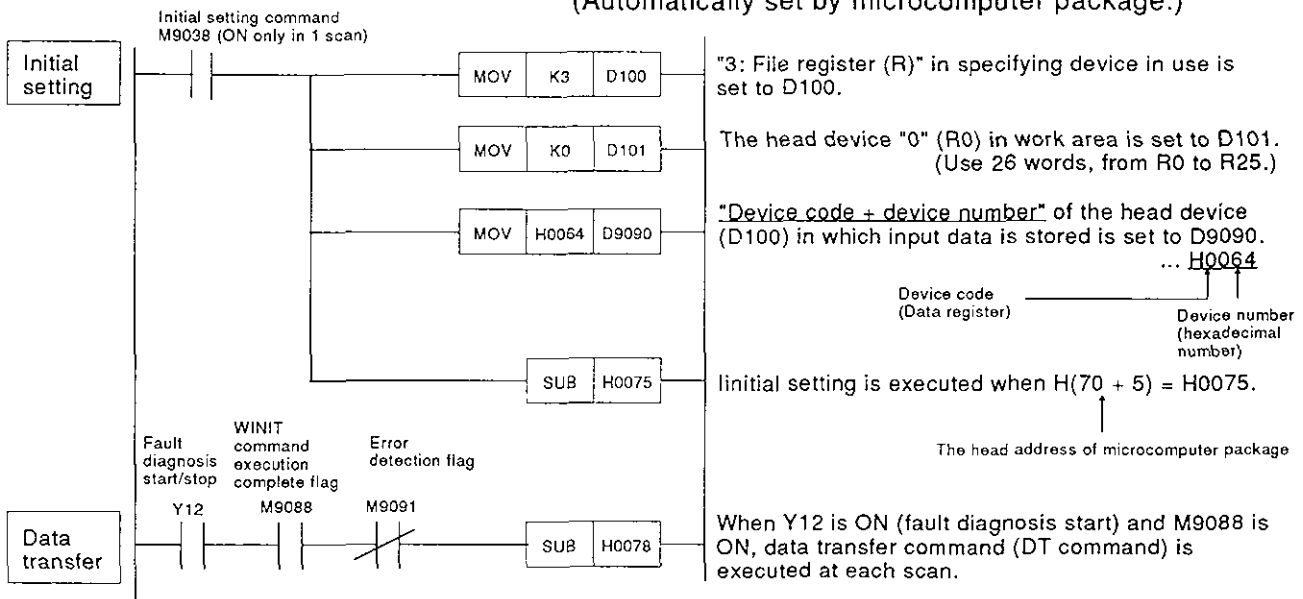 (Automatically set by microcomputer package.)
Initial setting command
M9038 (ON only in 1 scan)
Initial
setting
MOV K3 D100
"3: File register (R)" in specifying device in use is
set to D100.
MOV K0 D101
The head device "0" (R0) in work area is set to D101.
(Use 26 words, from R0 to R25.)
MOV H0064 D9090
"Device code + device number" of the head device
(D100) in which input data is stored is set to D9090.
... H0064
Device code
(Data register)
Device number
(hexadecimal
number)
SUB H0075
Iinitial setting is executed when H(70 + 5) = H0075.
The head address of microcomputer package
Fault
diagnosis
start/stop
Y12
WINIT
command
execution
complete flag
M9088
Error
detection flag
M9091
Data
transfer
SUB H0078
When Y12 is ON (fault diagnosis start) and M9088 is
ON, data transfer command (DT command) is
executed at each scan.